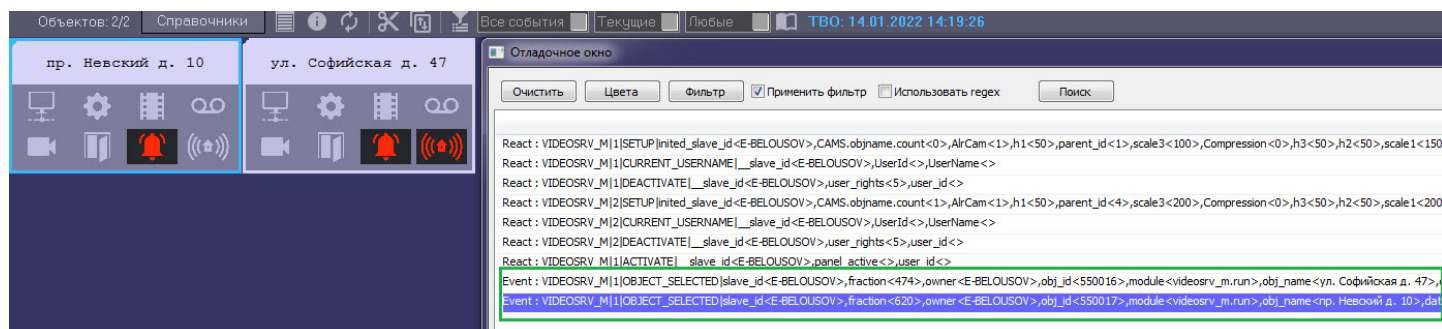 Объектов: 2/2 Справочники Все события Текущие Любые ТВО: 14.01.2022 14:19:26
пр. Невский д. 10 ул. Софийская д. 47
Отладочное окно
Очистить Цвета Фильтр Применить фильтр Использовать regex Поиск
React : VIDEOSRV_M|1|SETUP|inited_slave_id<E-BELOUSOV>,CAMS.objname.count<0>,AlrCam<1>,h1<50>,parent_id<1>,scale3<100>,Compression<0>,h3<50>,h2<50>,scale1<150
React : VIDEOSRV_M|1|CURRENT_USERNAME|__slave_id<E-BELOUSOV>,UserId<>,UserName<>
React : VIDEOSRV_M|1|DEACTIVATE|__slave_id<E-BELOUSOV>,user_rights<5>,user_id<>
React : VIDEOSRV_M|2|SETUP|inited_slave_id<E-BELOUSOV>,CAMS.objname.count<1>,AlrCam<1>,h1<50>,parent_id<4>,scale3<200>,Compression<0>,h3<50>,h2<50>,scale1<200
React : VIDEOSRV_M|2|CURRENT_USERNAME|__slave_id<E-BELOUSOV>,UserId<>,UserName<>
React : VIDEOSRV_M|2|DEACTIVATE|__slave_id<E-BELOUSOV>,user_rights<5>,user_id<>
React : VIDEOSRV_M|1|ACTIVATE|__slave_id<E-BELOUSOV>,panel_active<>,user_id<>
Event : VIDEOSRV_M|1|OBJECT_SELECTED|slave_id<E-BELOUSOV>,fraction<474>,owner<E-BELOUSOV>,obj_id<550016>,module<videosrv_m.run>,obj_name<ул. Софийская д. 47>,
Event : VIDEOSRV_M|1|OBJECT_SELECTED|slave_id<E-BELOUSOV>,fraction<620>,owner<E-BELOUSOV>,obj_id<550017>,module<videosrv_m.run>,obj_name<пр. Невский д. 10>,dat